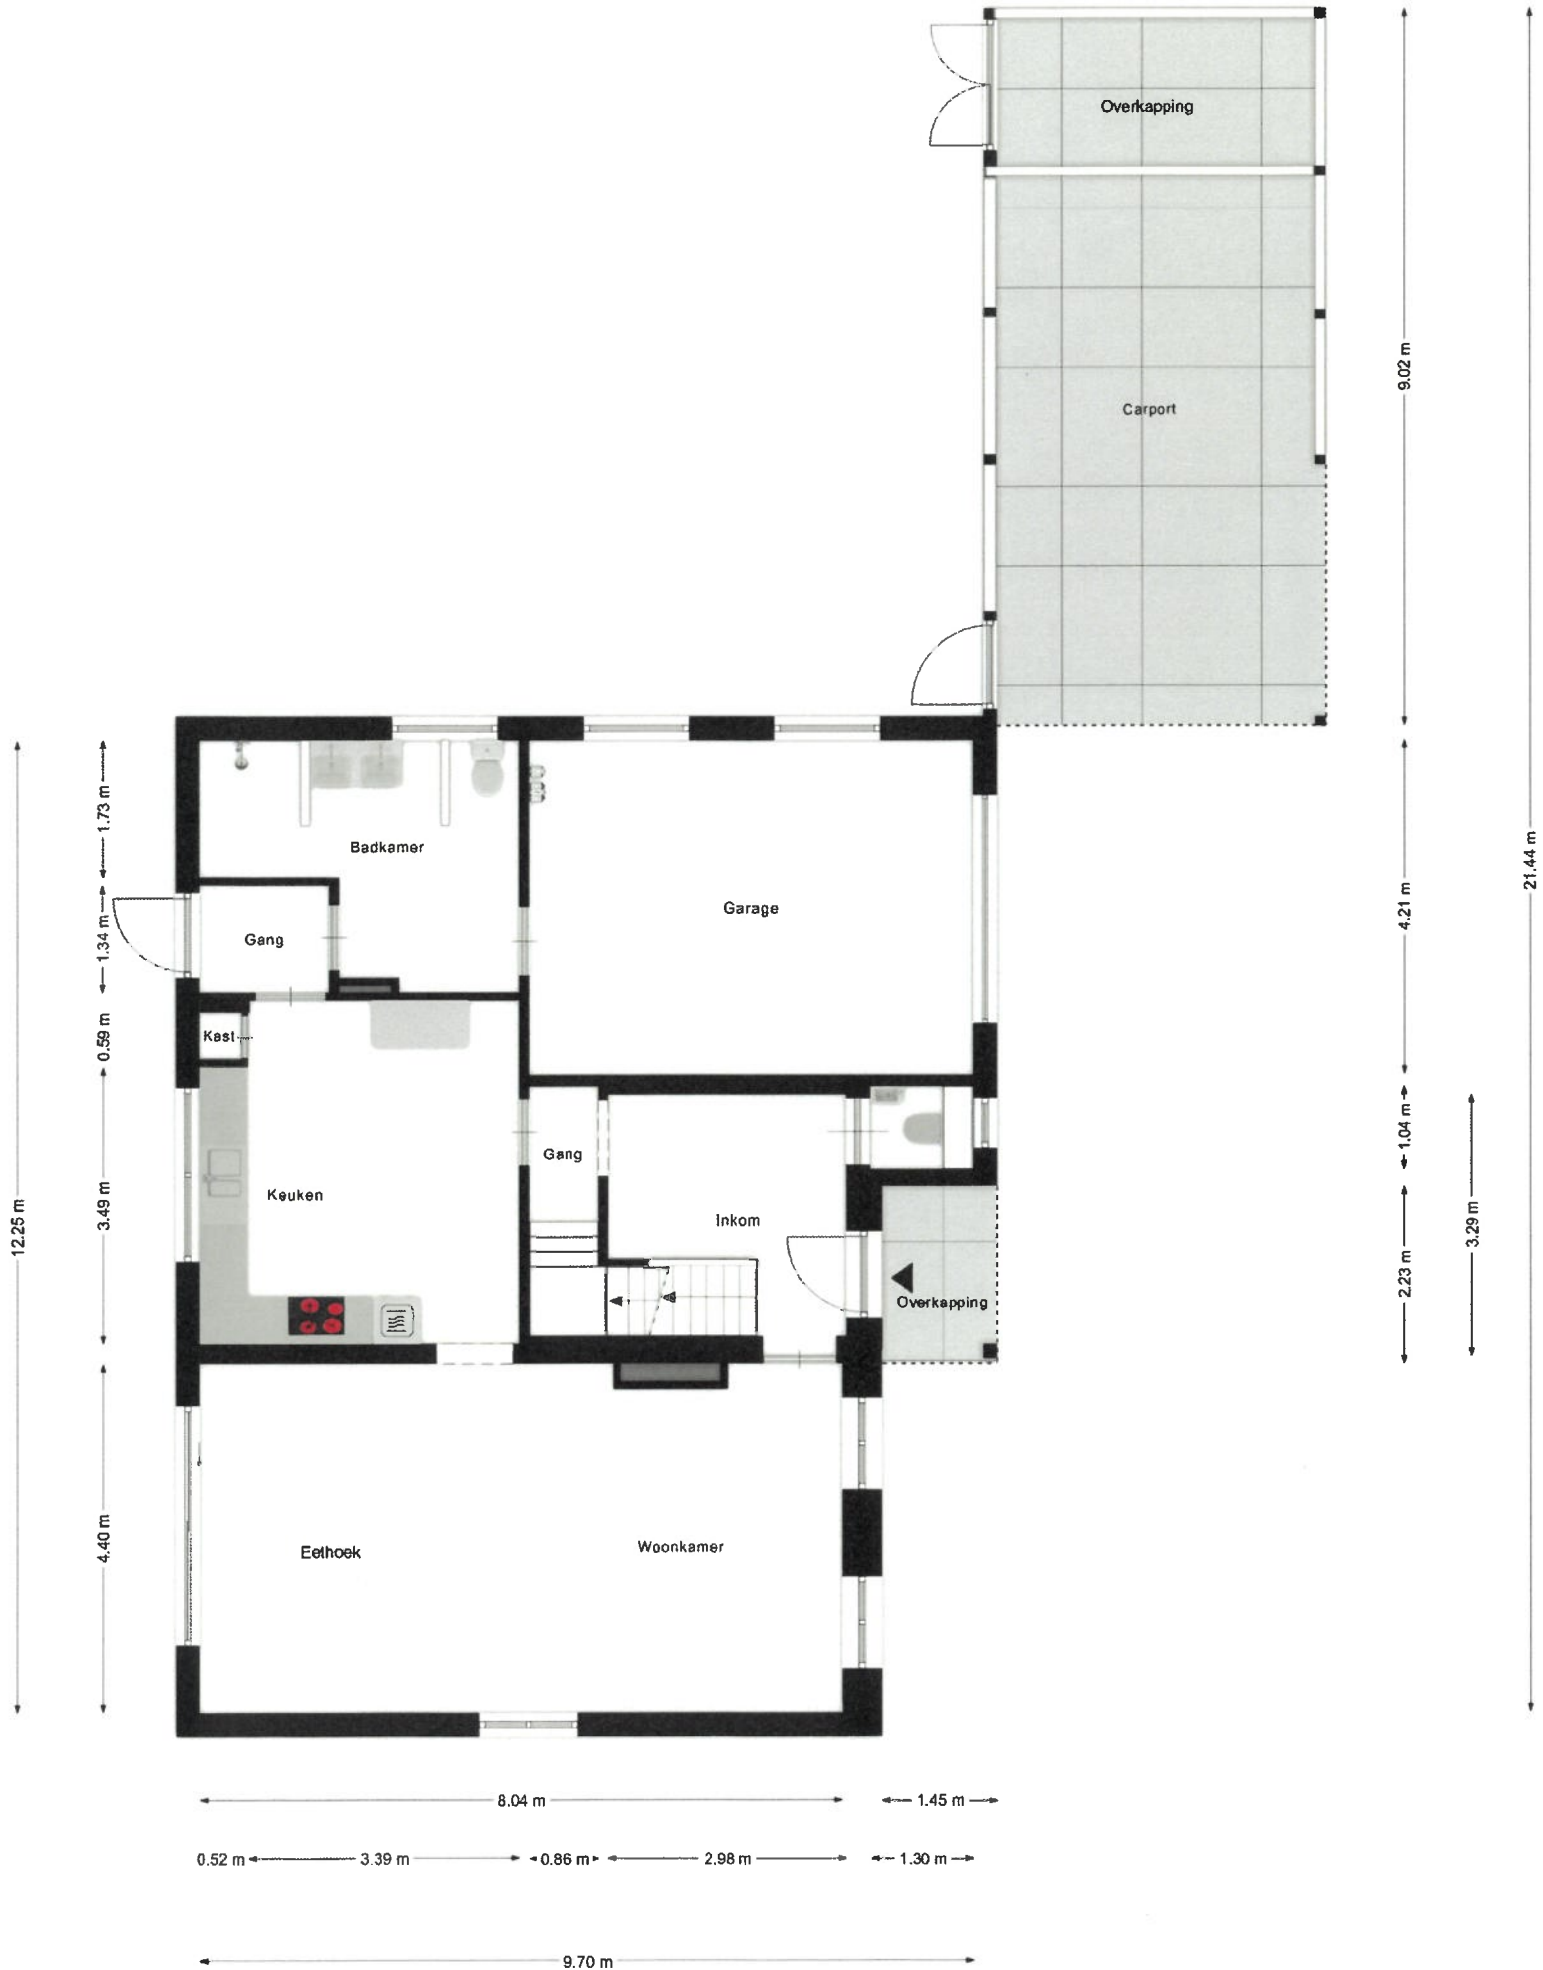 Overkapping
9.02 m
Carport
21.44 m
1.73 m
Badkamer
4.21 m
Garage
1.34 m
Gang
0.59 m
Kast
1.04 m
Gang
Keuken
3.49 m
12.25 m
Inkom
3.29 m
2.23 m
Overkapping
4.40 m
Eethoek
Woonkamer
8.04 m
1.45 m
0.52 m
3.39 m
0.86 m
2.98 m
1.30 m
9.70 m